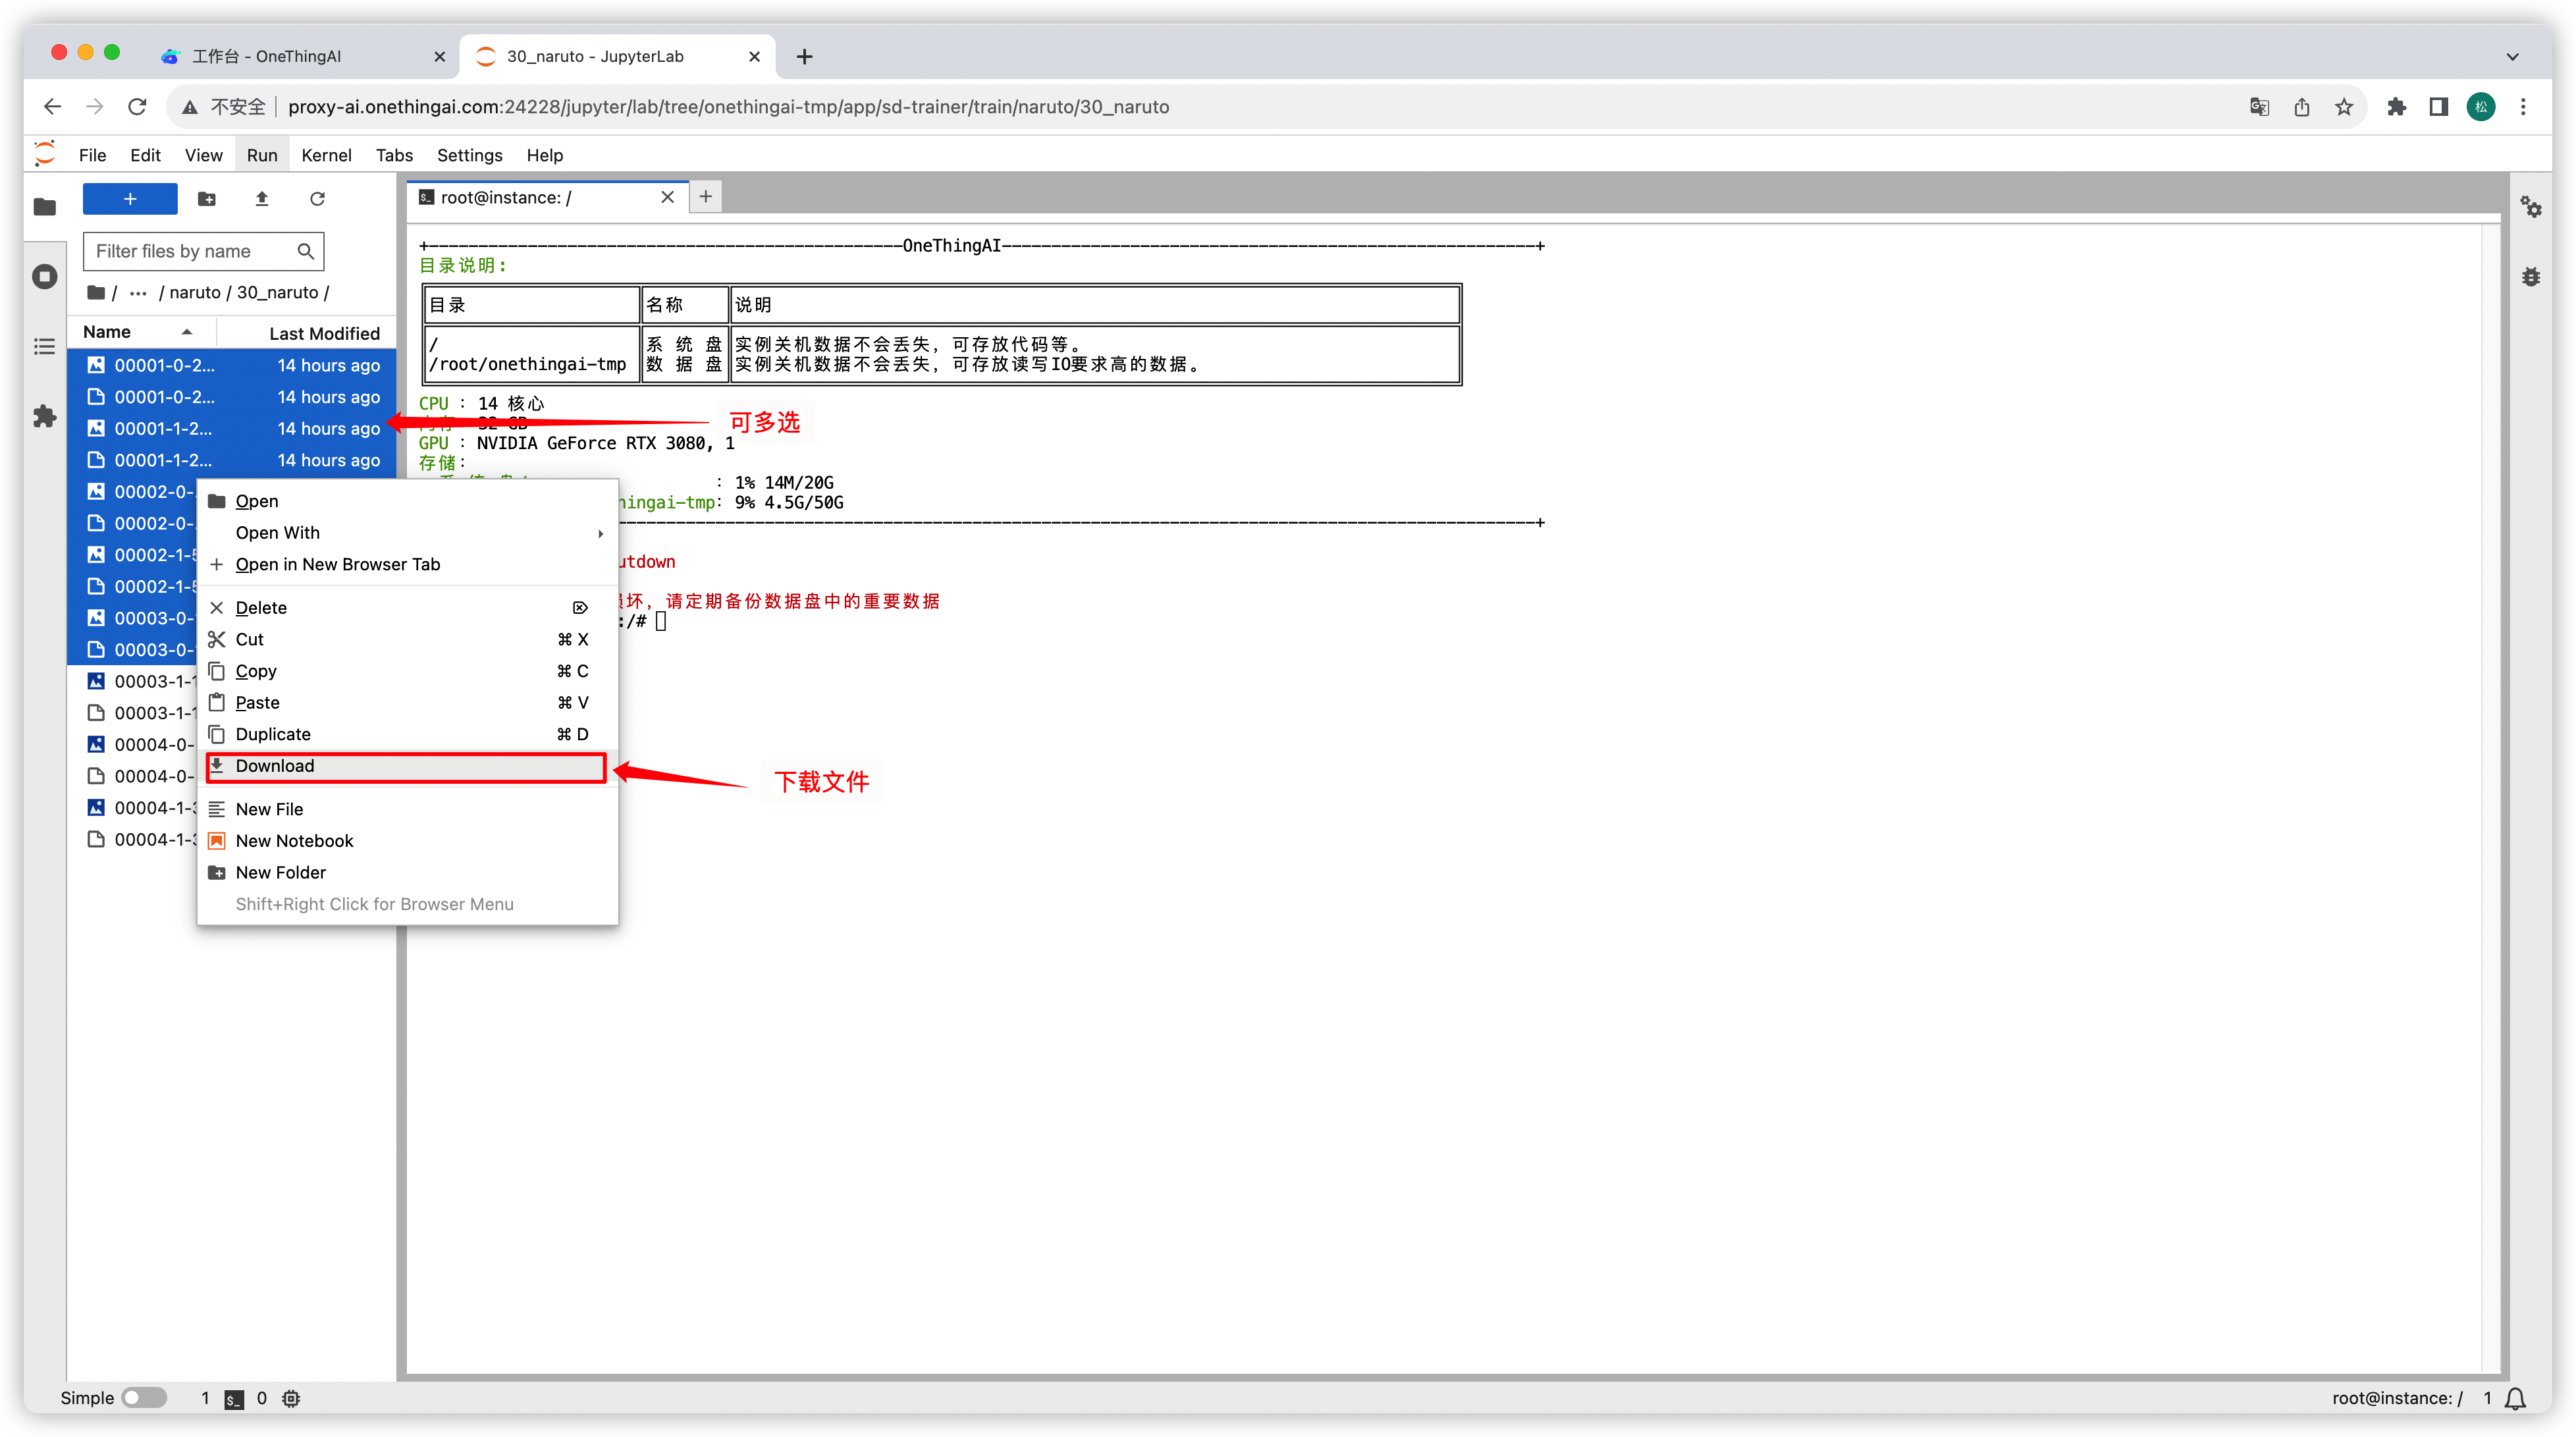 工作台 - OneThingAI
30_naruto - JupyterLab
不安全
proxy-ai.onethingai.com:24228/jupyter/lab/tree/onethingai-tmp/app/sd-trainer/train/naruto/30_naruto
松
File Edit View Run Kernel Tabs Settings Help
Filter files by name
/ ... / naruto / 30_naruto /
Name Last Modified
00001-0-2... 14 hours ago
00001-0-2... 14 hours ago
00001-1-2... 14 hours ago
00001-1-2... 14 hours ago
00002-0-
00002-0-
00002-1-5
00002-1-5
00003-0-
00003-0-
00003-1-1
00003-1-1
00004-0-
00004-0-
00004-1-3
00004-1-3
Open
Open With
Open in New Browser Tab
Delete
Cut ⌘ X
Copy ⌘ C
Paste ⌘ V
Duplicate ⌘ D
Download
New File
New Notebook
New Folder
Shift+Right Click for Browser Menu
root@instance: /
OneThingAI
目录说明:
目录 名称 说明
/ 系统盘 实例关机数据不会丢失，可存放代码等。
/root/onethingai-tmp 数据盘 实例关机数据不会丢失，可存放读写IO要求高的数据。
CPU : 14 核心
GPU : NVIDIA GeForce RTX 3080, 1
存储:
: 1% 14M/20G
ingai-tmp: 9% 4.5G/50G
utdown
坏，请定期备份数据盘中的重要数据
:/#
可多选
下载文件
Simple 1 0
root@instance: / 1